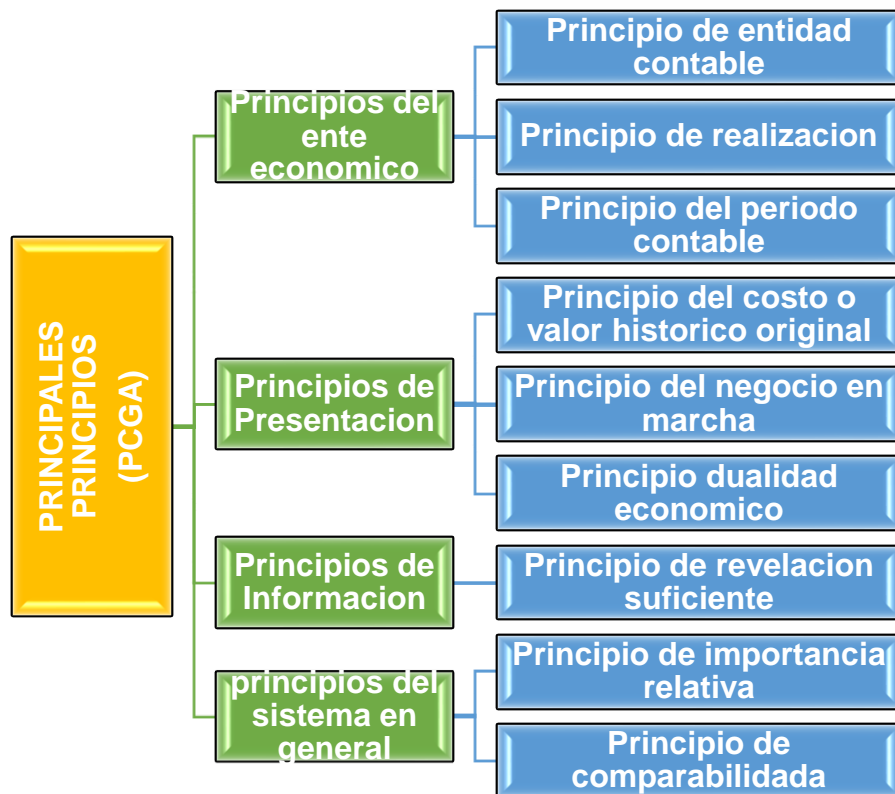 PRINCIPALES
PRINCIPIOS
(PCGA)
Principios del
ente
economico
Principio de entidad
contable
Principio de realizacion
Principio del periodo
contable
Principios de
Presentacion
Principio del costo o
valor historico original
Principio del negocio en
marcha
Principio dualidad
economico
Principios de
Informacion
Principio de revelacion
suficiente
principios del
sistema en
general
Principio de importancia
relativa
Principio de
comparabilidada